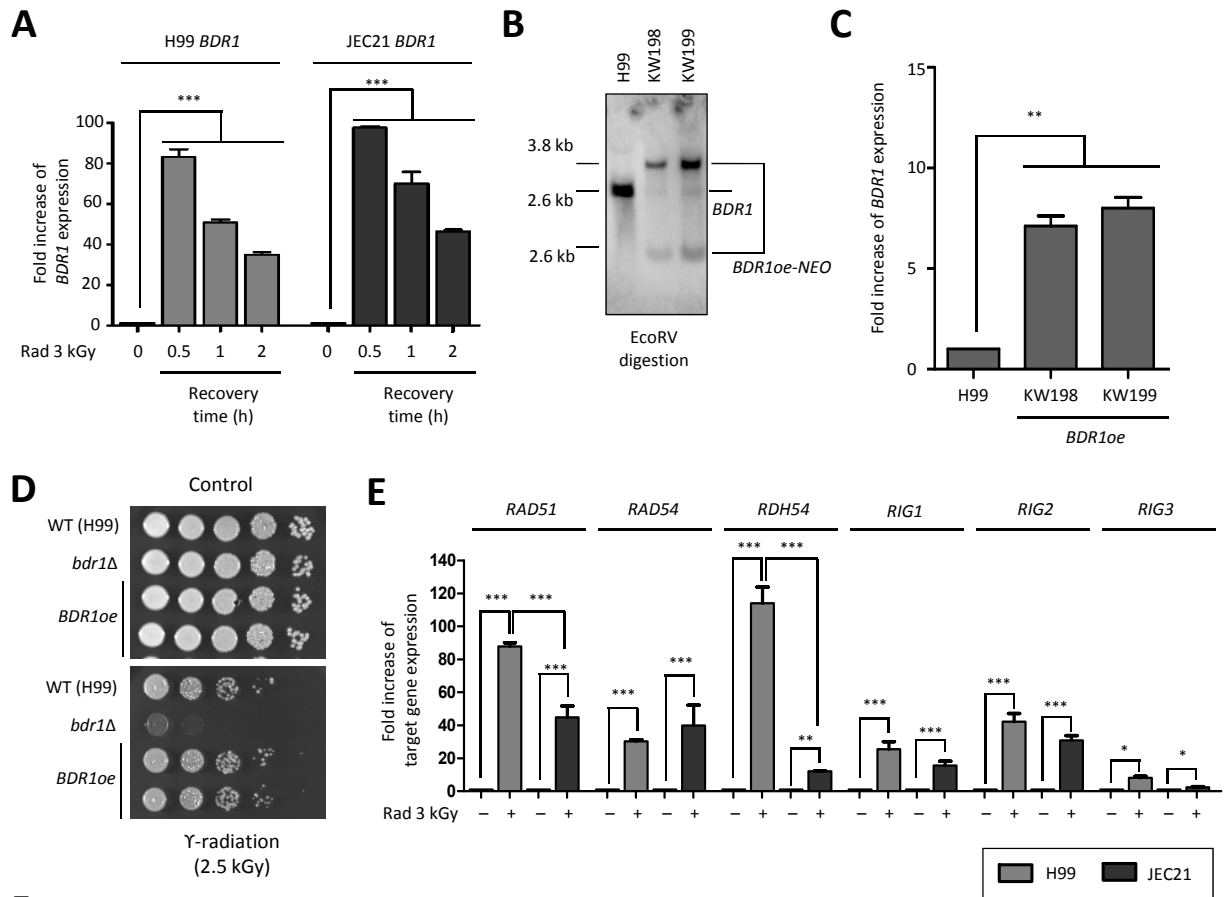 A
H99 BDR1
JEC21 BDR1
***
***
Fold increase of
BDR1 expression
100
80
60
40
20
0
Rad 3 kGy
0
0.5
1
2
0
0.5
1
2
Recovery
time (h)
Recovery
time (h)
B
H99
KW198
KW199
3.8 kb
2.6 kb
2.6 kb
BDR1
BDR1oe-NEO
EcoRV
digestion
C
Fold increase of BDR1 expression
15
10
5
0
**
H99
KW198
KW199
BDR1oe
D
Control
WT (H99)
bdr1Δ
BDR1oe
WT (H99)
bdr1Δ
BDR1oe
ϒ-radiation
(2.5 kGy)
E
RAD51
RAD54
RDH54
RIG1
RIG2
RIG3
Fold increase of
target gene expression
140
120
100
80
60
40
20
0
*** *** ***
*** ***
*** *** **
*** ***
*** ***
* *
Rad 3 kGy
– + – + – + – + – + – + – + – + – + – + – + – +
H99
JEC21